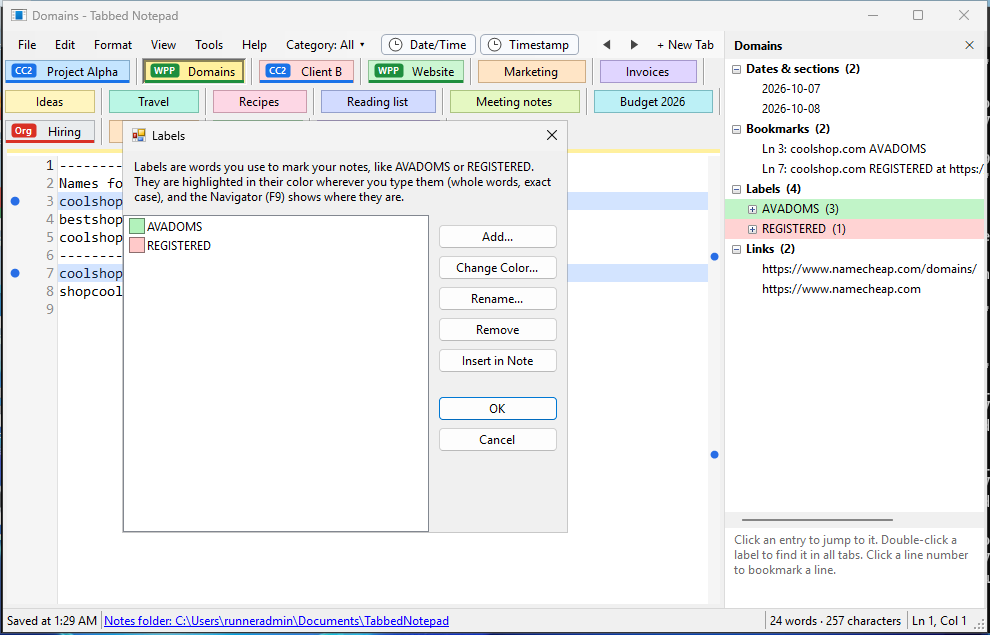 Domains - Tabbed Notepad
File Edit Format View Tools Help Category: All Date/Time Timestamp + New Tab
CC2 Project Alpha WPP Domains CC2 Client B WPP Website Marketing Invoices
Ideas Travel Recipes Reading list Meeting notes Budget 2026
Org Hiring
Labels
Labels are words you use to mark your notes, like AVADOMS or REGISTERED.
They are highlighted in their color wherever you type them (whole words, exact
case), and the Navigator (F9) shows where they are.
AVADOMS
REGISTERED
Add...
Change Color...
Rename...
Remove
Insert in Note
OK
Cancel
1 --------
2 Names fo
3 coolshop
4 bestshop
5 coolshop
6 --------
7 coolshop
8 shopcool
9
Domains
Dates & sections (2)
2026-10-07
2026-10-08
Bookmarks (2)
Ln 3: coolshop.com AVADOMS
Ln 7: coolshop.com REGISTERED at https:/
Labels (4)
AVADOMS (3)
REGISTERED (1)
Links (2)
https://www.namecheap.com/domains/
https://www.namecheap.com
Click an entry to jump to it. Double-click a
label to find it in all tabs. Click a line number
to bookmark a line.
Saved at 1:29 AM Notes folder: C:\Users\runneradmin\Documents\TabbedNotepad 24 words · 257 characters Ln 1, Col 1